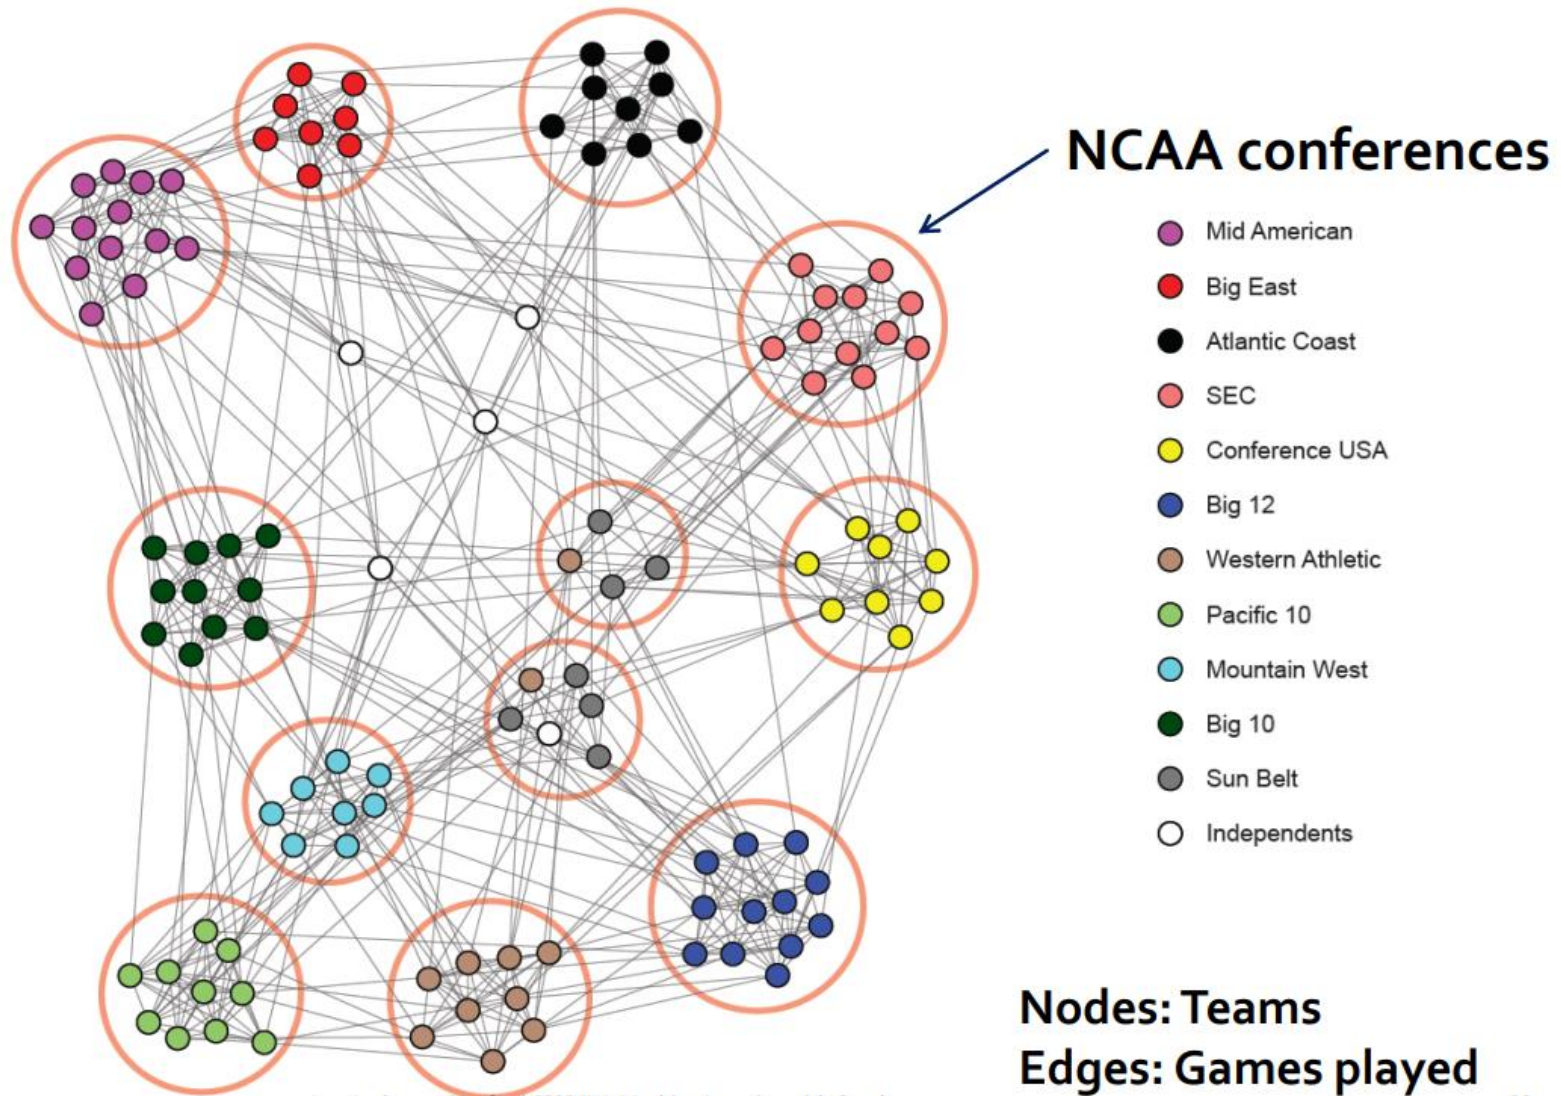 NCAA conferences
Mid American
Big East
Atlantic Coast
SEC
Conference USA
Big 12
Western Athletic
Pacific 10
Mountain West
Big 10
Sun Belt
Independents
Nodes: Teams
Edges: Games played